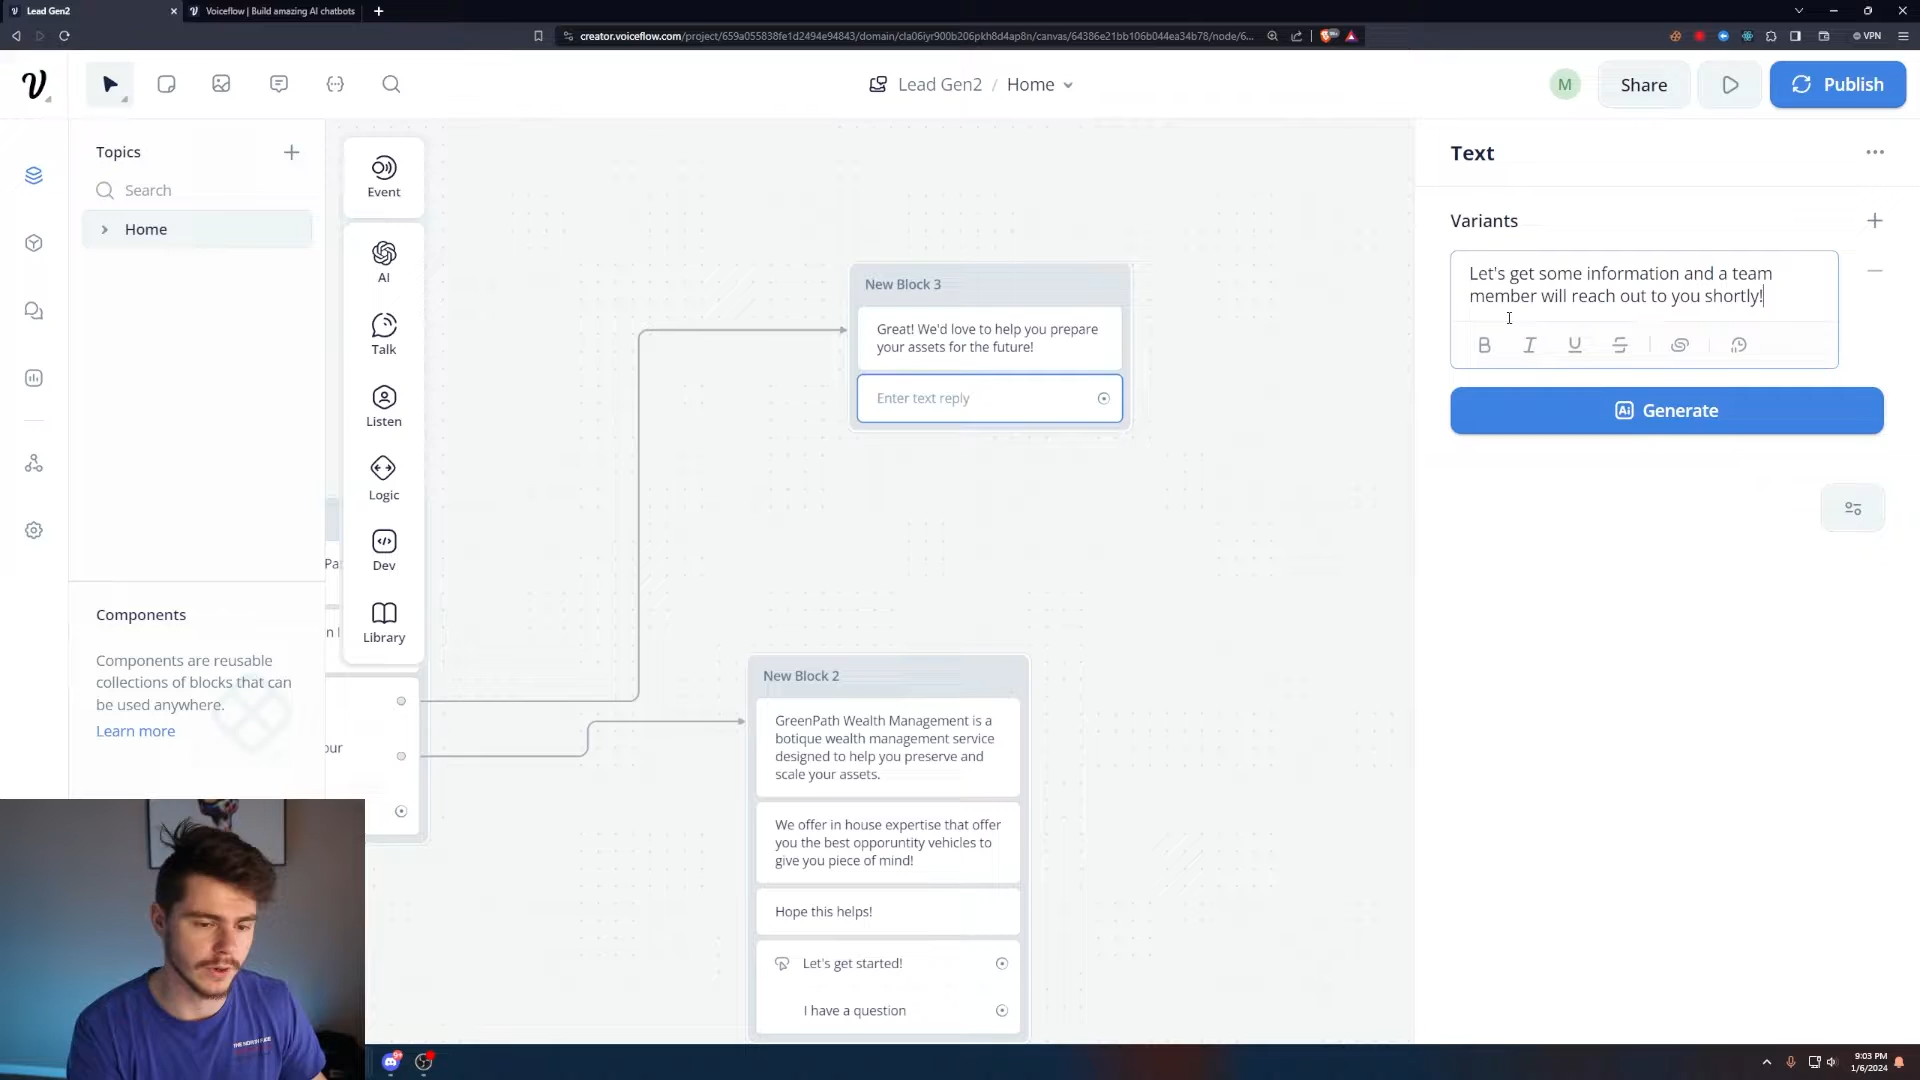 Lead Gen2
Voiceflow | Build amazing AI chatbots
creator.voiceflow.com/project/659a055838fe1d2494e94843/domain/cla06iyr900b206pkh8d4ap8n/canvas/64386e21bb106b044ea34b78/node/6...
VPN
Lead Gen2 / Home
M
Share
Publish
Topics
Search
Home
Event
AI
Talk
Listen
Logic
Dev
Library
Components
Components are reusable
collections of blocks that can
be used anywhere.
Learn more
Pa
n l
our
New Block 3
Great! We'd love to help you prepare
your assets for the future!
Enter text reply
New Block 2
GreenPath Wealth Management is a
botique wealth management service
designed to help you preserve and
scale your assets.
We offer in house expertise that offer
you the best opporuntity vehicles to
give you piece of mind!
Hope this helps!
Let's get started!
I have a question
Text
Variants
Let's get some information and a team
member will reach out to you shortly!
B I U S
Ai Generate
9:03 PM
1/6/2024